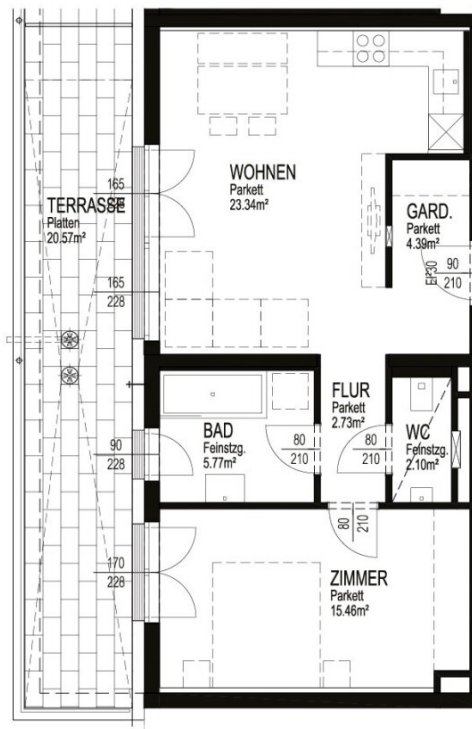 WOHNEN
Parkett
23.34m²
TERRASSE
Platten
20.57m²
165
165
228
GARD.
Parkett
4.39m²
EI²30
90
210
FLUR
Parkett
2.73m²
BAD
Feinstzg.
5.77m²
80
210
80
210
WC
Feinstzg.
2.10m²
90
228
80
210
170
228
ZIMMER
Parkett
15.46m²